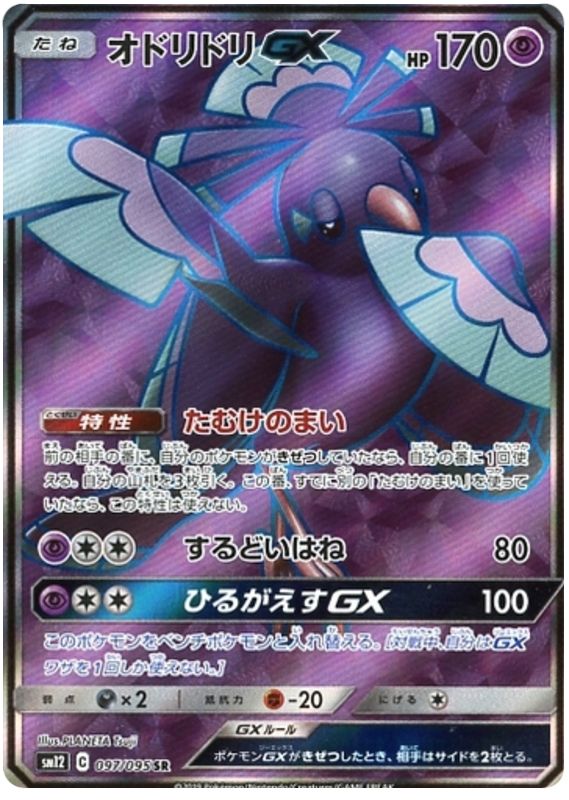 たね オドリドリGX HP170
特性 たむけのまい
前の相手の番に、自分のポケモンがきぜつしていたなら、自分の番に1回使
える。自分の山札を3枚引く。この番、すでに別の「たむけのまい」を使って
いたなら、この特性は使えない。
するどいはね 80
ひるがえすGX 100
このポケモンをベンチポケモンと入れ替える。[対戦中、自分はGX
ワザを1回しか使えない。]
弱点 ×2 抵抗力 -20 にげる
Illus. PLANETA Tsuji
GXルール
sm12 C 097/095 SR
ポケモンGXがきぜつしたとき、相手はサイドを2枚とる。
©2019 Pokémon/Nintendo/Creatures/GAME FREAK